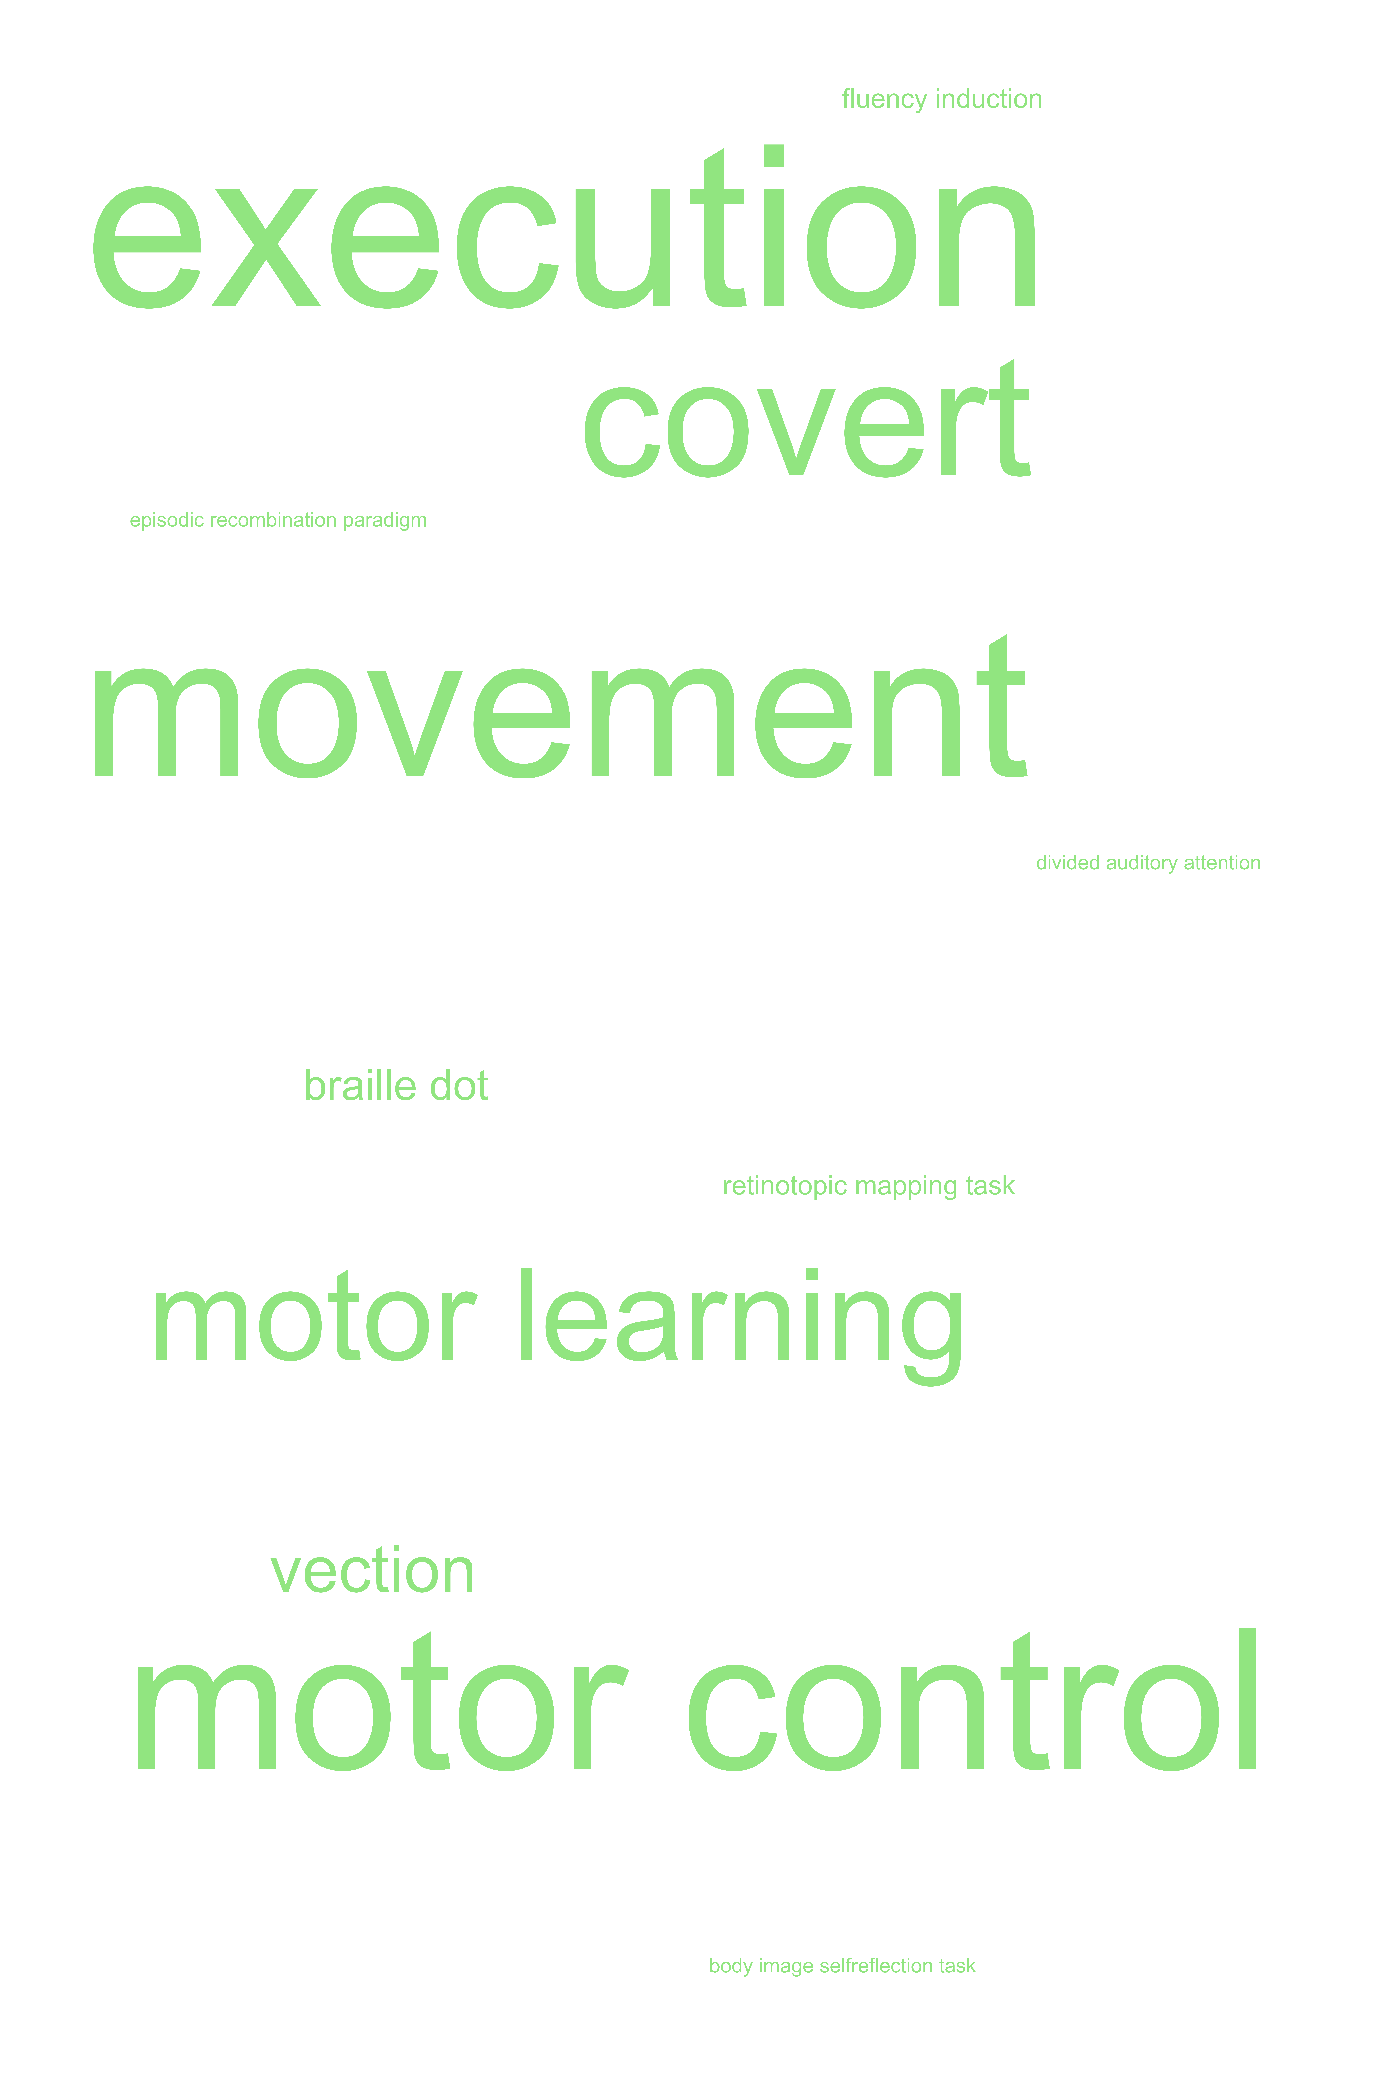 fluency induction
execution
covert
episodic recombination paradigm
movement
divided auditory attention
braille dot
retinotopic mapping task
motor learning
vection
motor control
body image selfreflection task